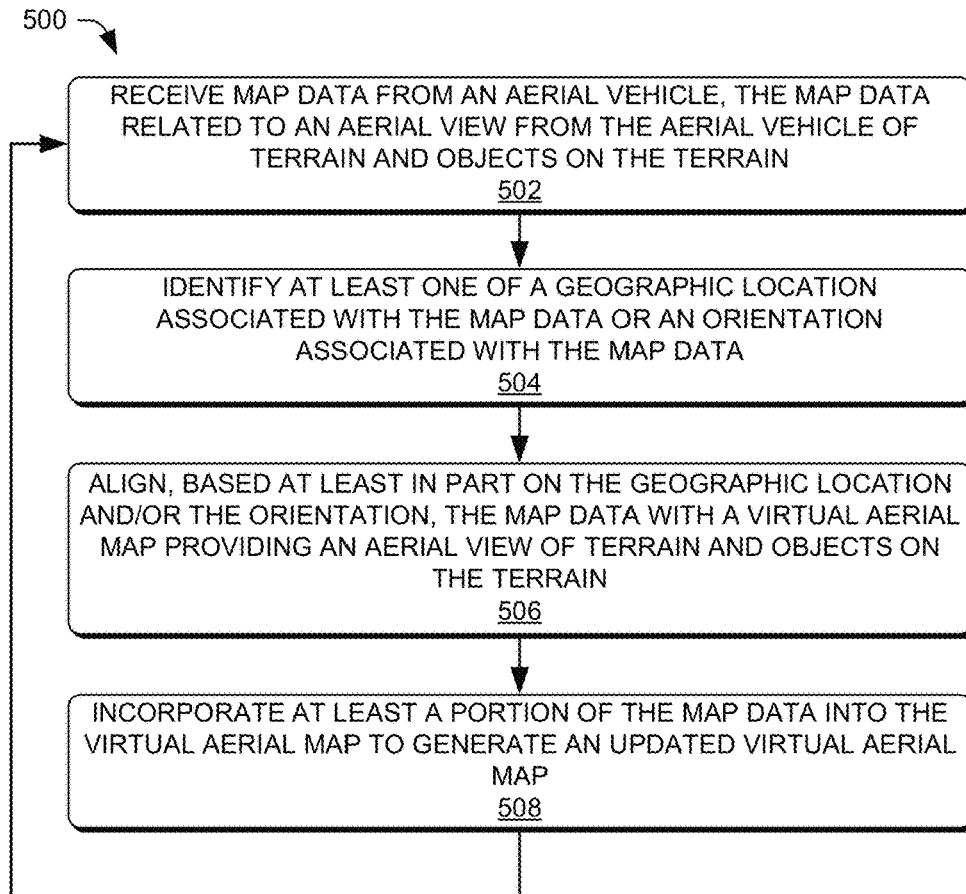 500
RECEIVE MAP DATA FROM AN AERIAL VEHICLE, THE MAP DATA
RELATED TO AN AERIAL VIEW FROM THE AERIAL VEHICLE OF
TERRAIN AND OBJECTS ON THE TERRAIN
502
IDENTIFY AT LEAST ONE OF A GEOGRAPHIC LOCATION
ASSOCIATED WITH THE MAP DATA OR AN ORIENTATION
ASSOCIATED WITH THE MAP DATA
504
ALIGN, BASED AT LEAST IN PART ON THE GEOGRAPHIC LOCATION
AND/OR THE ORIENTATION, THE MAP DATA WITH A VIRTUAL AERIAL
MAP PROVIDING AN AERIAL VIEW OF TERRAIN AND OBJECTS ON
THE TERRAIN
506
INCORPORATE AT LEAST A PORTION OF THE MAP DATA INTO THE
VIRTUAL AERIAL MAP TO GENERATE AN UPDATED VIRTUAL AERIAL
MAP
508